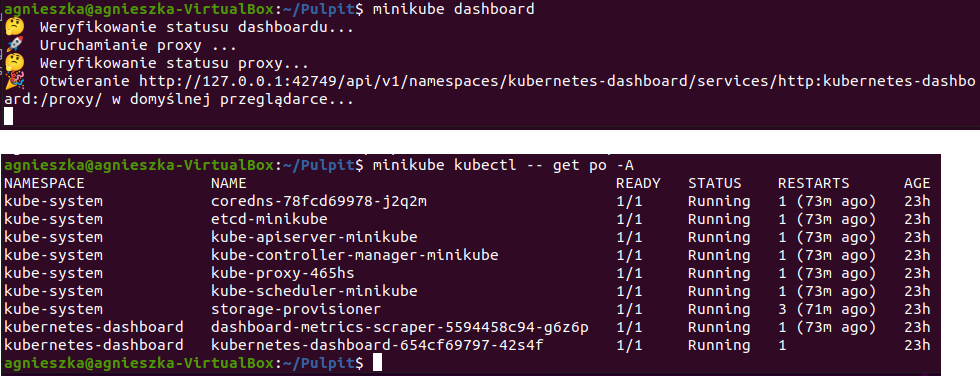 agnieszka@agnieszka-VirtualBox:~/Pulpit$ minikube dashboard
🤔 Weryfikowanie statusu dashboardu...
🚀 Uruchamianie proxy ...
🤔 Weryfikowanie statusu proxy...
🎉 Otwieranie http://127.0.0.1:42749/api/v1/namespaces/kubernetes-dashboard/services/http:kubernetes-dashbo
ard:/proxy/ w domyślnej przeglądarce...
agnieszka@agnieszka-VirtualBox:~/Pulpit$ minikube kubectl -- get po -A
NAMESPACE NAME READY STATUS RESTARTS AGE
kube-system coredns-78fcd69978-j2q2m 1/1 Running 1 (73m ago) 23h
kube-system etcd-minikube 1/1 Running 1 (73m ago) 23h
kube-system kube-apiserver-minikube 1/1 Running 1 (73m ago) 23h
kube-system kube-controller-manager-minikube 1/1 Running 1 (73m ago) 23h
kube-system kube-proxy-465hs 1/1 Running 1 (73m ago) 23h
kube-system kube-scheduler-minikube 1/1 Running 1 (73m ago) 23h
kube-system storage-provisioner 1/1 Running 3 (71m ago) 23h
kubernetes-dashboard dashboard-metrics-scraper-5594458c94-g6z6p 1/1 Running 1 (73m ago) 23h
kubernetes-dashboard kubernetes-dashboard-654cf69797-42s4f 1/1 Running 1 23h
agnieszka@agnieszka-VirtualBox:~/Pulpit$